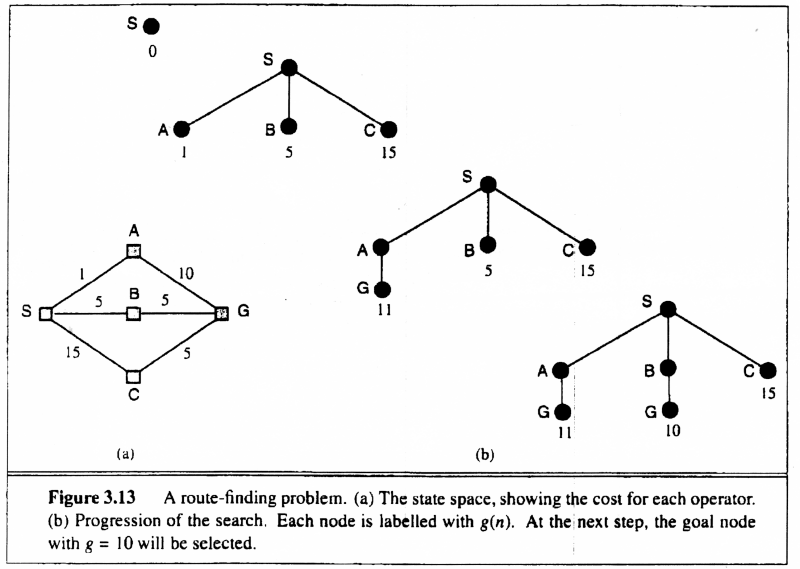 S
0
S
A
B
C
1
5
15
S
A
B
C
5
15
G
11
A
1
10
B
S
5
5
G
15
5
C
S
A
B
C
15
G
G
11
10
(a)
(b)
Figure 3.13 A route-finding problem. (a) The state space, showing the cost for each operator.
(b) Progression of the search. Each node is labelled with g(n). At the next step, the goal node
with g = 10 will be selected.